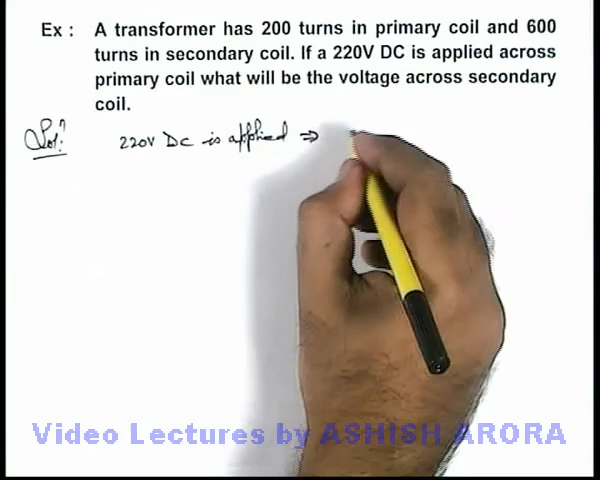 Ex : A transformer has 200 turns in primary coil and 600
turns in secondary coil. If a 220V DC is applied across
primary coil what will be the voltage across secondary
coil.
Sol: 220V DC is applied ⇒
Video Lectures by ASHISH ARORA